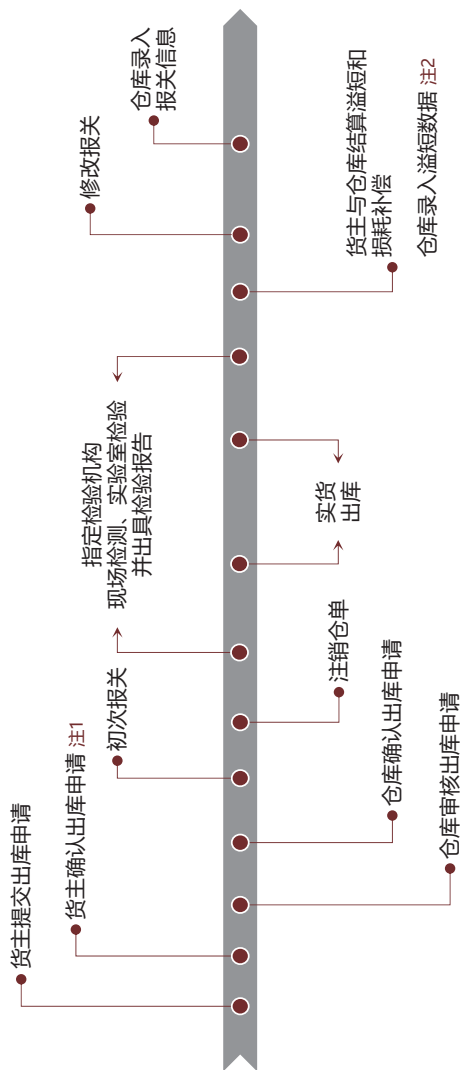 货主提交出库申请
货主确认出库申请 注1
仓库审核出库申请
仓库确认出库申请
初次报关
注销仓单
指定检验机构
现场检测、实验室检验
并出具检验报告
实货
出库
货主与仓库结算溢短和
损耗补偿
仓库录入溢短数据 注2
修改报关
仓库录入
报关信息